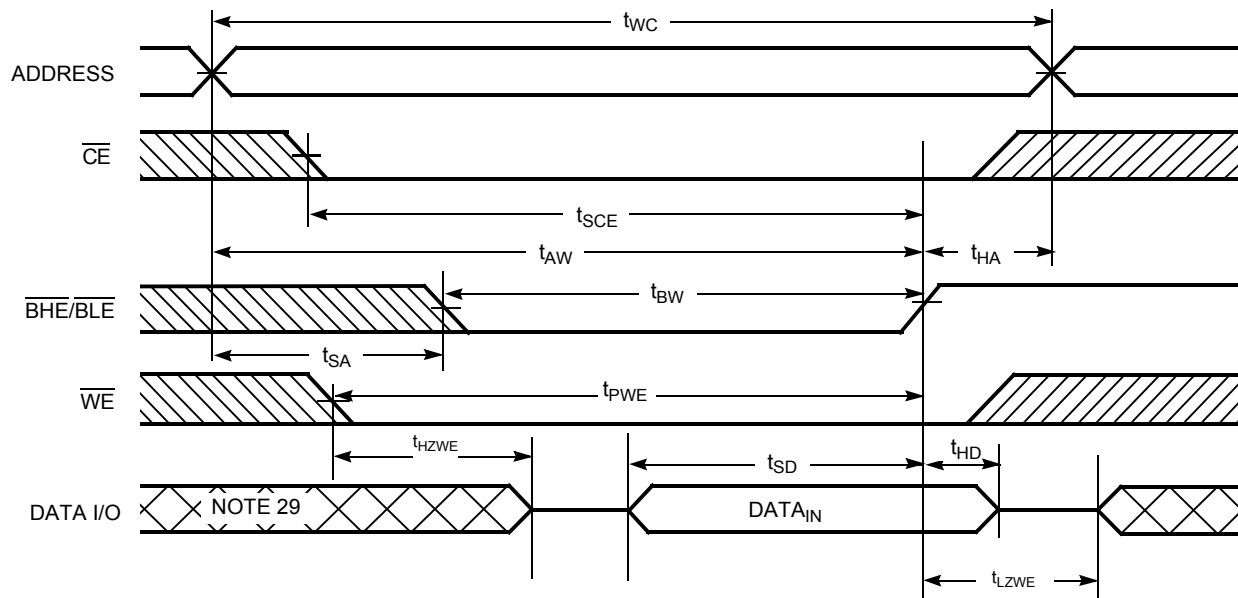 tWC
ADDRESS
CE
tSCE
tAW
tHA
BHE/BLE
tBW
tSA
WE
tPWE
tHZWE
tSD
tHD
DATA I/O
NOTE 29
DATAIN
tLZWE